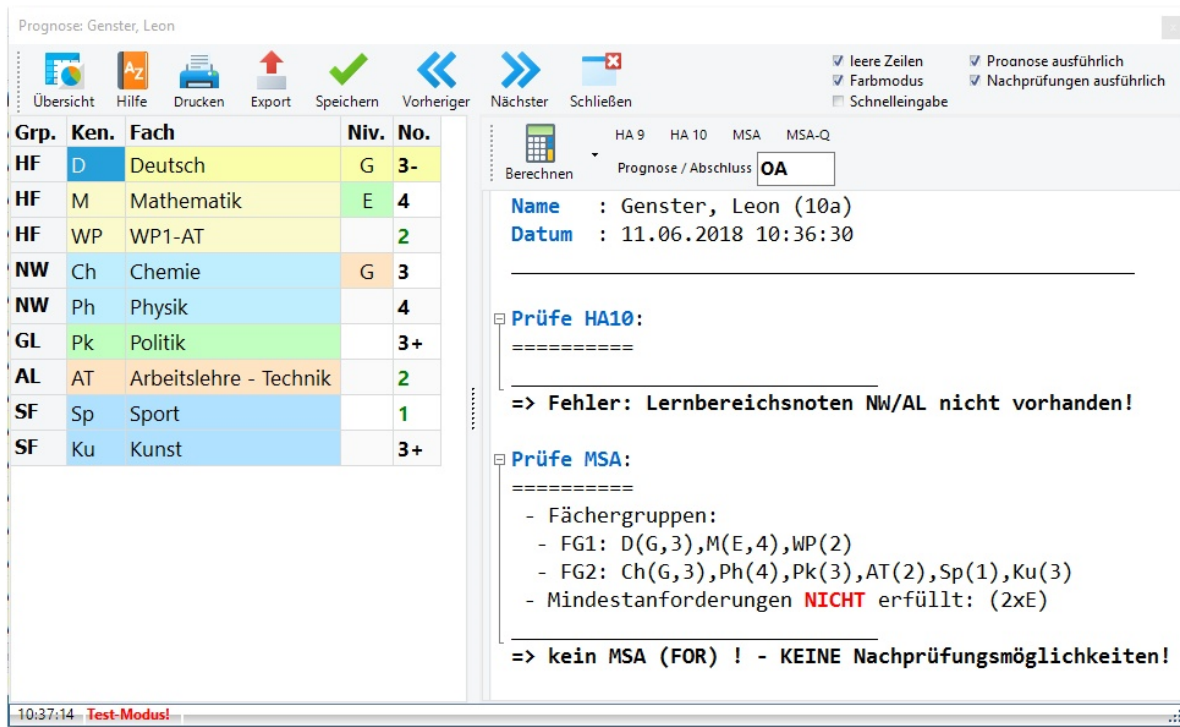 Prognose: Genster, Leon
x
Übersicht Hilfe Drucken Export Speichern Vorheriger Nächster Schließen
leere Zeilen
Farbmodus
Schnelleingabe
Prognose ausführlich
Nachprüfungen ausführlich
Grp. Ken. Fach Niv. No.
HF D Deutsch G 3-
HF M Mathematik E 4
HF WP WP1-AT 2
NW Ch Chemie G 3
NW Ph Physik 4
GL Pk Politik 3+
AL AT Arbeitslehre - Technik 2
SF Sp Sport 1
SF Ku Kunst 3+
Berechnen
HA 9 HA 10 MSA MSA-Q
Prognose / Abschluss OA
Name : Genster, Leon (10a)
Datum : 11.06.2018 10:36:30
Prüfe HA10:
==========
=> Fehler: Lernbereichsnoten NW/AL nicht vorhanden!
Prüfe MSA:
==========
- Fächergruppen:
- FG1: D(G,3),M(E,4),WP(2)
- FG2: Ch(G,3),Ph(4),Pk(3),AT(2),Sp(1),Ku(3)
- Mindestanforderungen NICHT erfüllt: (2xE)
=> kein MSA (FOR) ! - KEINE Nachprüfungsmöglichkeiten!
10:37:14 Test-Modus!